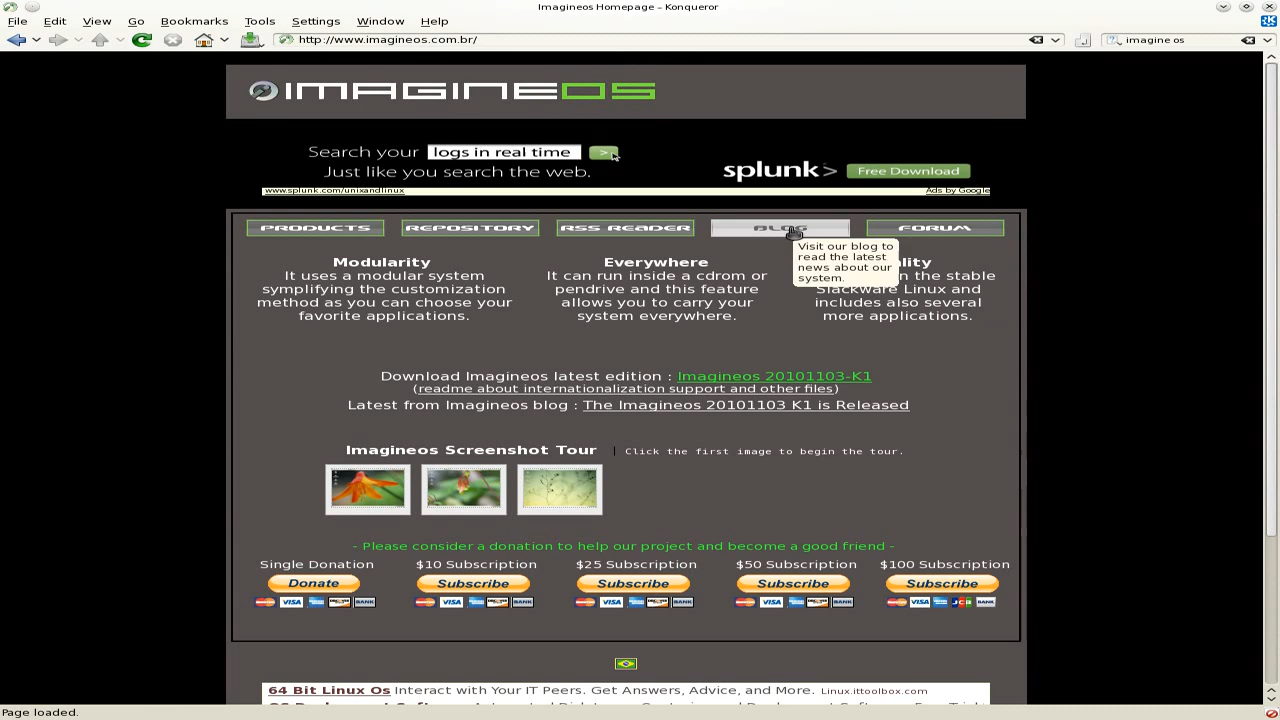 Imagineos Homepage – Konqueror
File Edit View Go Bookmarks Tools Settings Window Help
http://www.imagineos.com.br/ imagine os
IMAGINEOS
Search your logs in real time >
Just like you search the web.
splunk> Free Download
www.splunk.com/unixandlinux Ads by Google
PRODUCTS REPOSITORY RSS READER BLOG FORUM
Visit our blog to
read the latest
news about our
system.
Modularity
It uses a modular system
symplifying the customization
method as you can choose your
favorite applications.
Everywhere
It can run inside a cdrom or
pendrive and this feature
allows you to carry your
system everywhere.
ality
n the stable
Slackware Linux and
includes also several
more applications.
Download Imagineos latest edition : Imagineos 20101103-K1
(readme about internationalization support and other files)
Latest from Imagineos blog : The Imagineos 20101103 K1 is Released
Imagineos Screenshot Tour | Click the first image to begin the tour.
- Please consider a donation to help our project and become a good friend -
Single Donation $10 Subscription $25 Subscription $50 Subscription $100 Subscription
Donate Subscribe Subscribe Subscribe Subscribe
VISA BANK VISA BANK VISA BANK VISA BANK VISA JCB BANK
64 Bit Linux Os Interact with Your IT Peers. Get Answers, Advice, and More. Linux.ittoolbox.com
Page loaded.